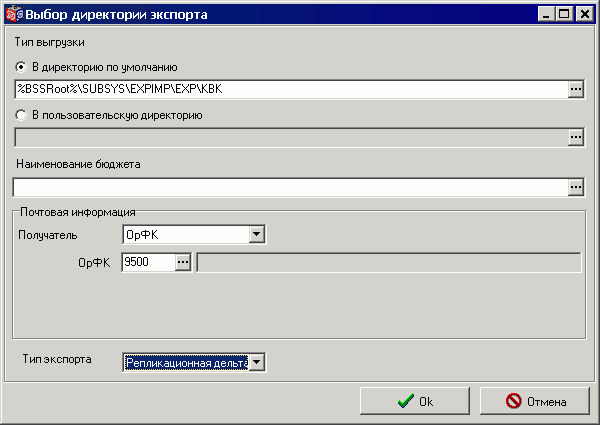 Выбор директории экспорта
Тип выгрузки
В директорию по умолчанию
%BSSRoot%\SUBSYS\EXPIMP\EXP\KBK
...
В пользовательскую директорию
...
Наименование бюджета
...
Почтовая информация
Получатель ОрФК
ОрФК 9500 ...
Тип экспорта Репликационная дельта
Ok Отмена